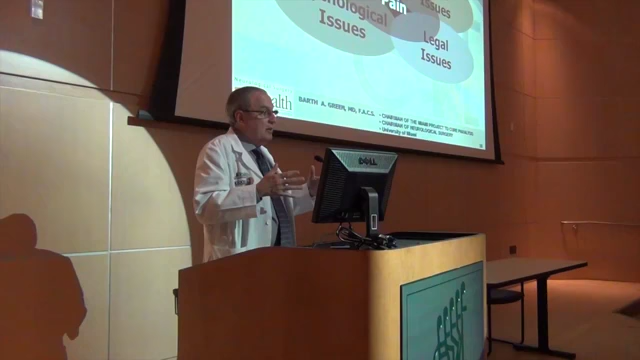 Issues
Pain
Issues
Legal
Issues
BARTH A. GREEN, MD, F.A.C.S.
• CHAIRMAN OF THE MIAMI PROJECT TO CURE PARALYSIS
• CHAIRMAN OF NEUROLOGICAL SURGERY
University of Miami
DELL